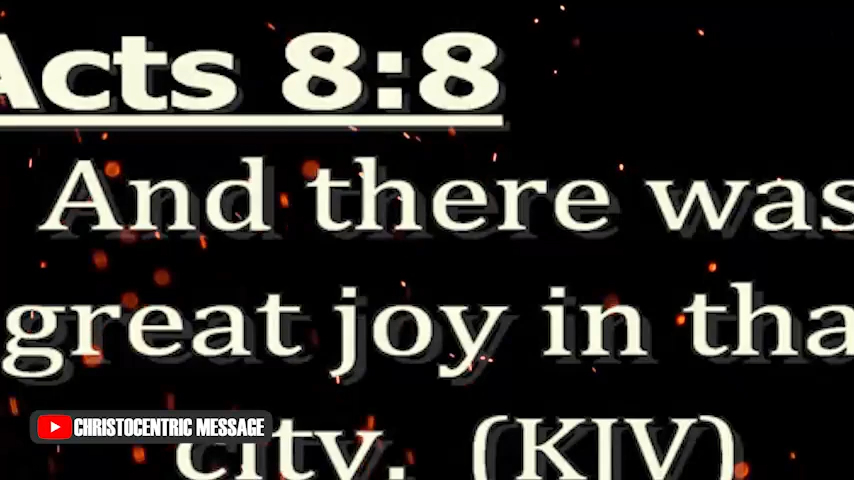 Acts 8:8
And there was
great joy in tha
city. (KJV)
CHRISTOCENTRIC MESSAGE